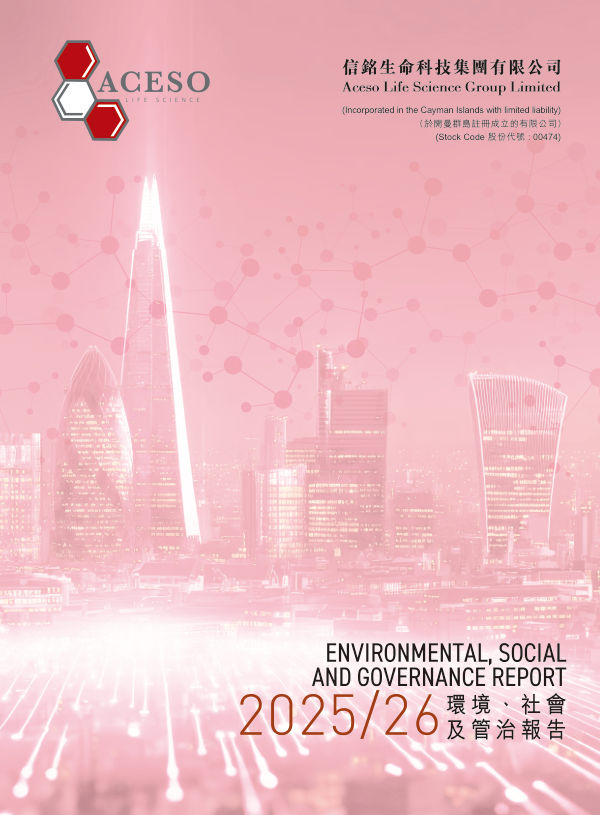 ACESO
LIFE SCIENCE
信銘生命科技集團有限公司
Aceso Life Science Group Limited
(Incorporated in the Cayman Islands with limited liability)
(於開曼群島註冊成立的有限公司)
(Stock Code 股份代號 : 00474)
ENVIRONMENTAL, SOCIAL
AND GOVERNANCE REPORT
2025/26 環境、社會
及管治報告